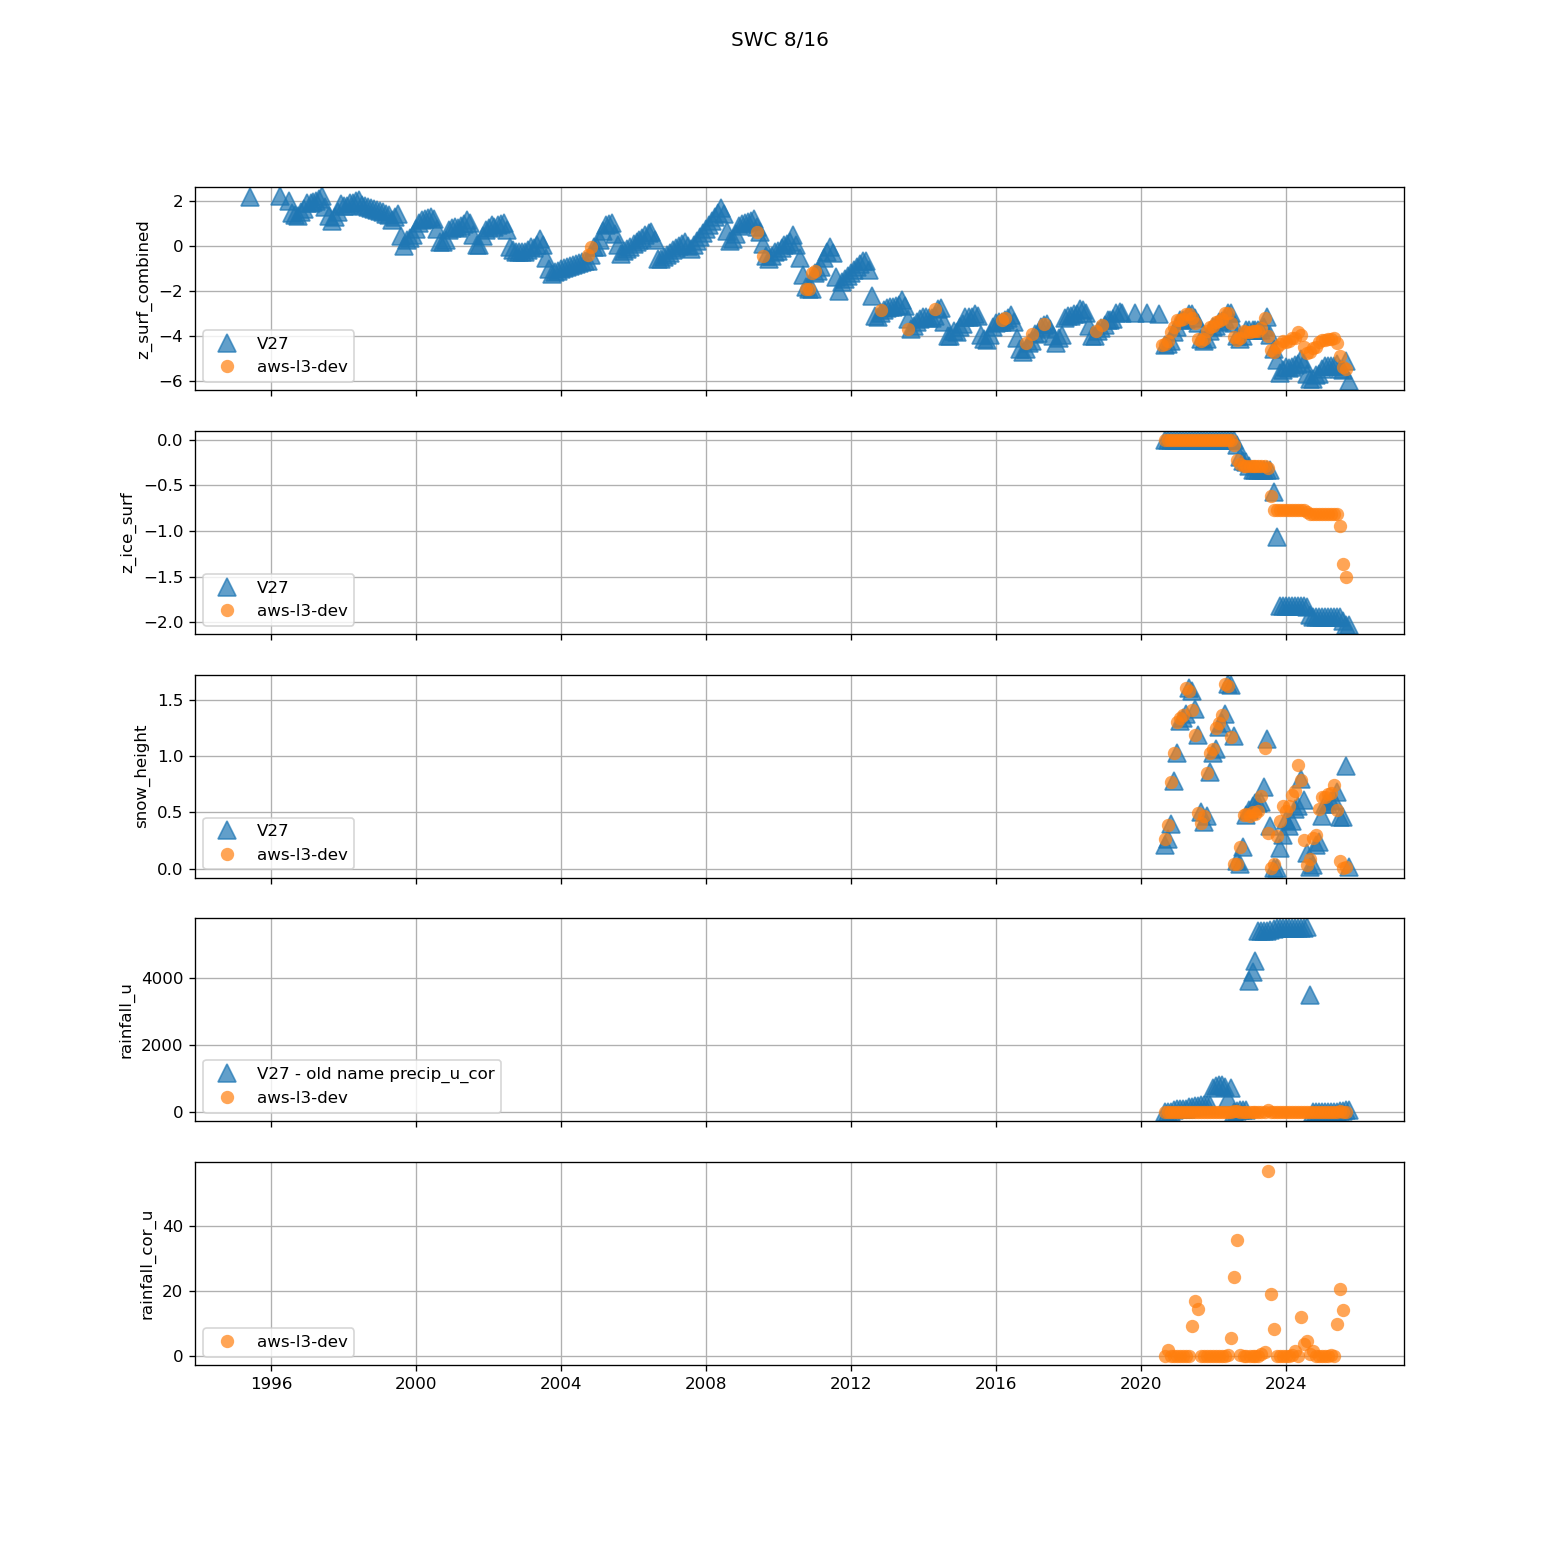 SWC 8/16
z_surf_combined
2
0
−2
−4
−6
V27
aws-l3-dev
z_ice_surf
0.0
−0.5
−1.0
−1.5
−2.0
V27
aws-l3-dev
snow_height
1.5
1.0
0.5
0.0
V27
aws-l3-dev
rainfall_u
4000
2000
0
V27 - old name precip_u_cor
aws-l3-dev
rainfall_cor_u
40
20
0
aws-l3-dev
1996 2000 2004 2008 2012 2016 2020 2024